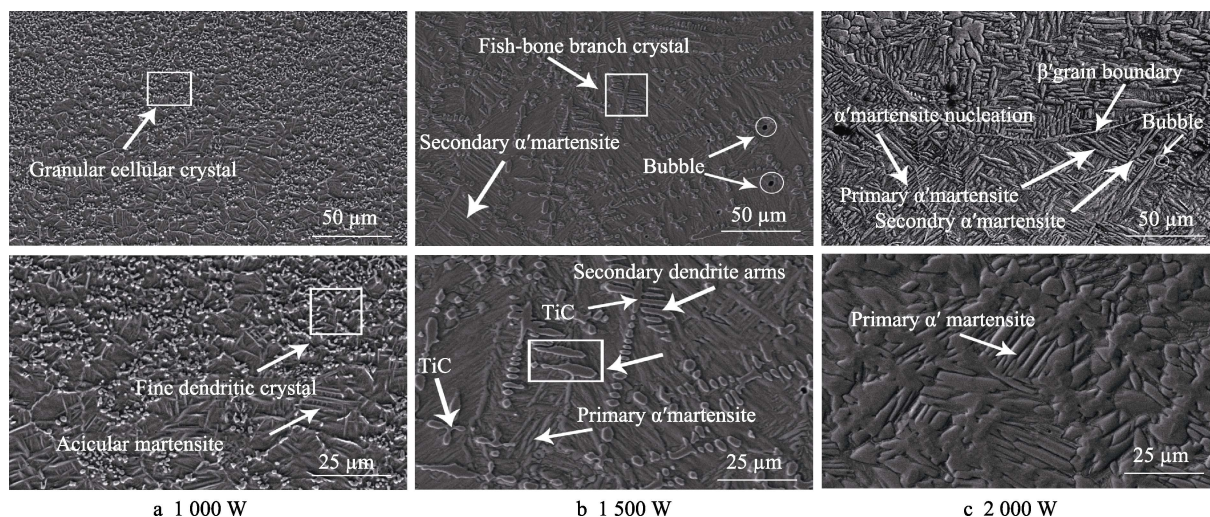 Granular cellular crystal
50 μm
Fish-bone branch crystal
Secondary α′martensite
Bubble
50 μm
β′grain boundary
α′martensite nucleation
Bubble
Primary α′martensite
Secondry α′martensite
50 μm
Fine dendritic crystal
Acicular martensite
25 μm
Secondary dendrite arms
TiC
TiC
Primary α′martensite
25 μm
Primary α′ martensite
25 μm
a 1 000 W
b 1 500 W
c 2 000 W